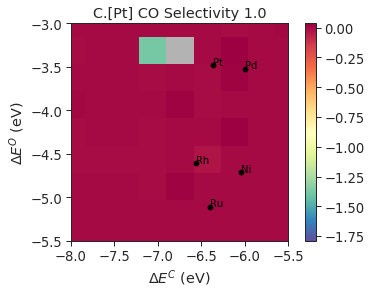 C.[Pt] CO Selectivity 1.0
−3.0
−3.5
−4.0
−4.5
−5.0
−5.5
ΔE^O (eV)
Pt
Pd
Rh
Ni
Ru
−8.0 −7.5 −7.0 −6.5 −6.0 −5.5
ΔE^C (eV)
0.00
−0.25
−0.50
−0.75
−1.00
−1.25
−1.50
−1.75